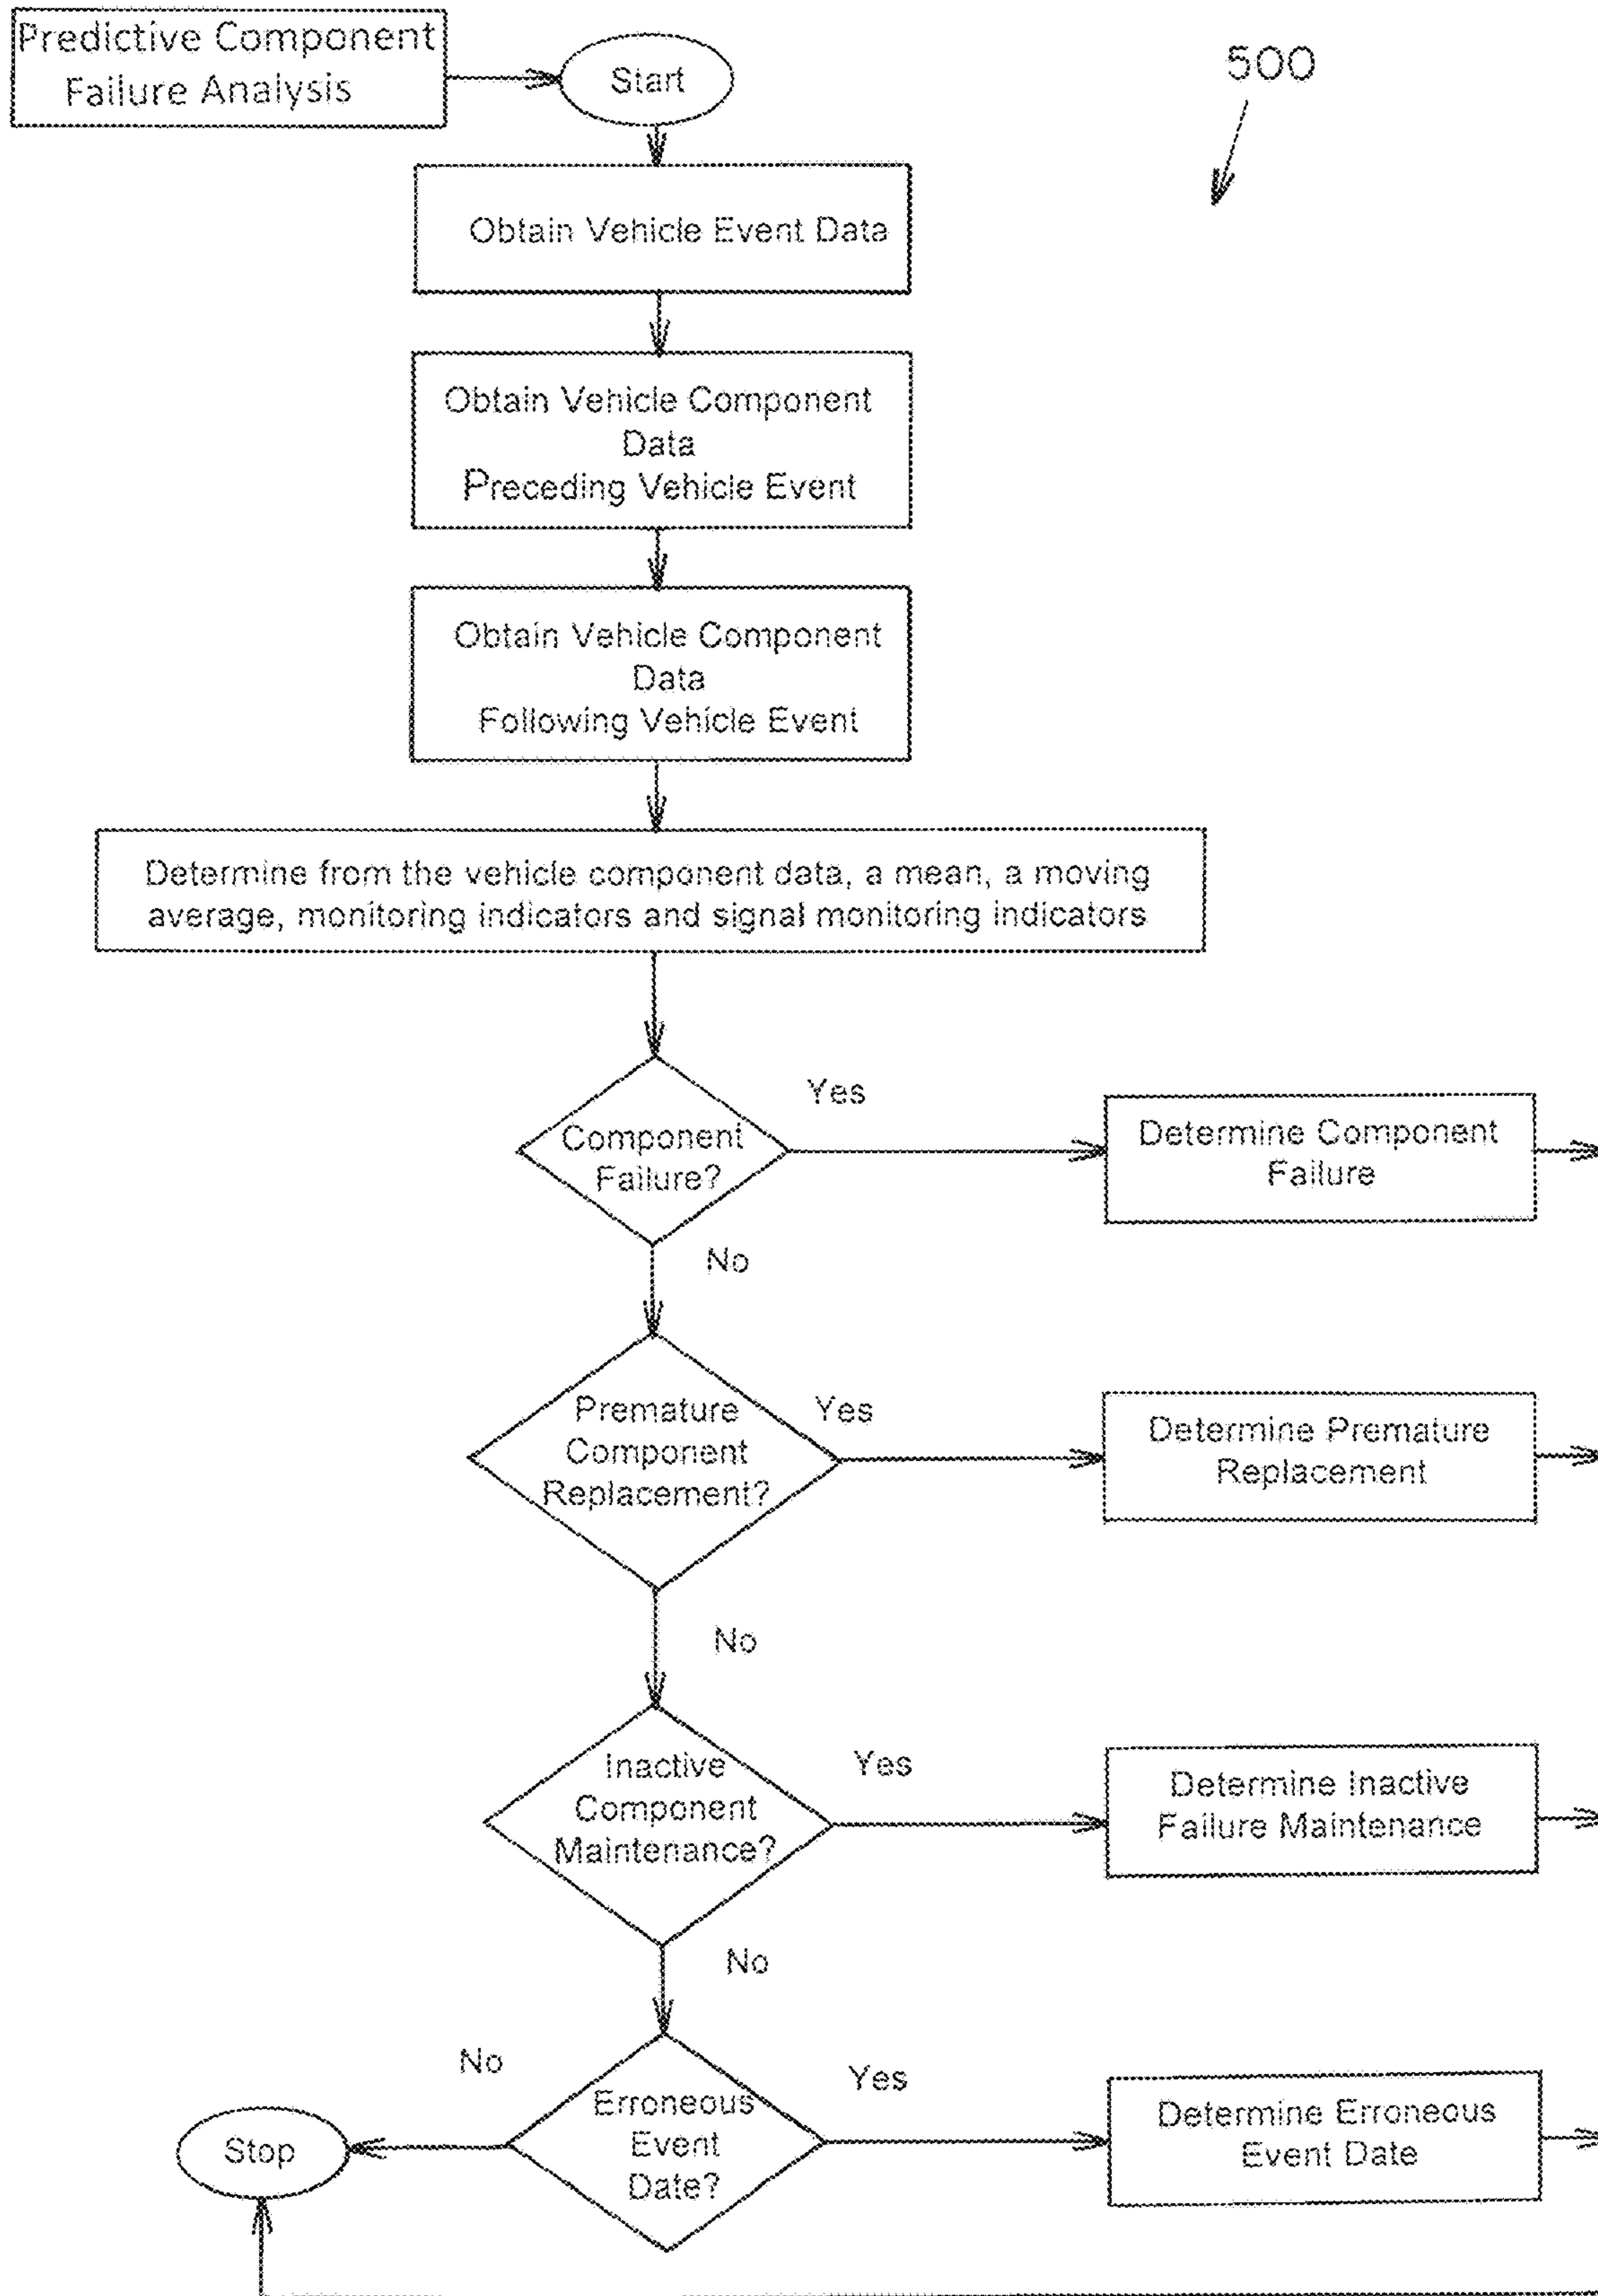 Predictive Component
Failure Analysis
Start
500
Obtain Vehicle Event Data
Obtain Vehicle Component
Data
Preceding Vehicle Event
Obtain Vehicle Component
Data
Following Vehicle Event
Determine from the vehicle component data, a mean, a moving
average, monitoring indicators and signal monitoring indicators
Component
Failure?
Yes
Determine Component
Failure
No
Premature
Component
Replacement?
Yes
Determine Premature
Replacement
No
Inactive
Component
Maintenance?
Yes
Determine Inactive
Failure Maintenance
No
Erroneous
Event
Date?
No
Stop
Yes
Determine Erroneous
Event Date